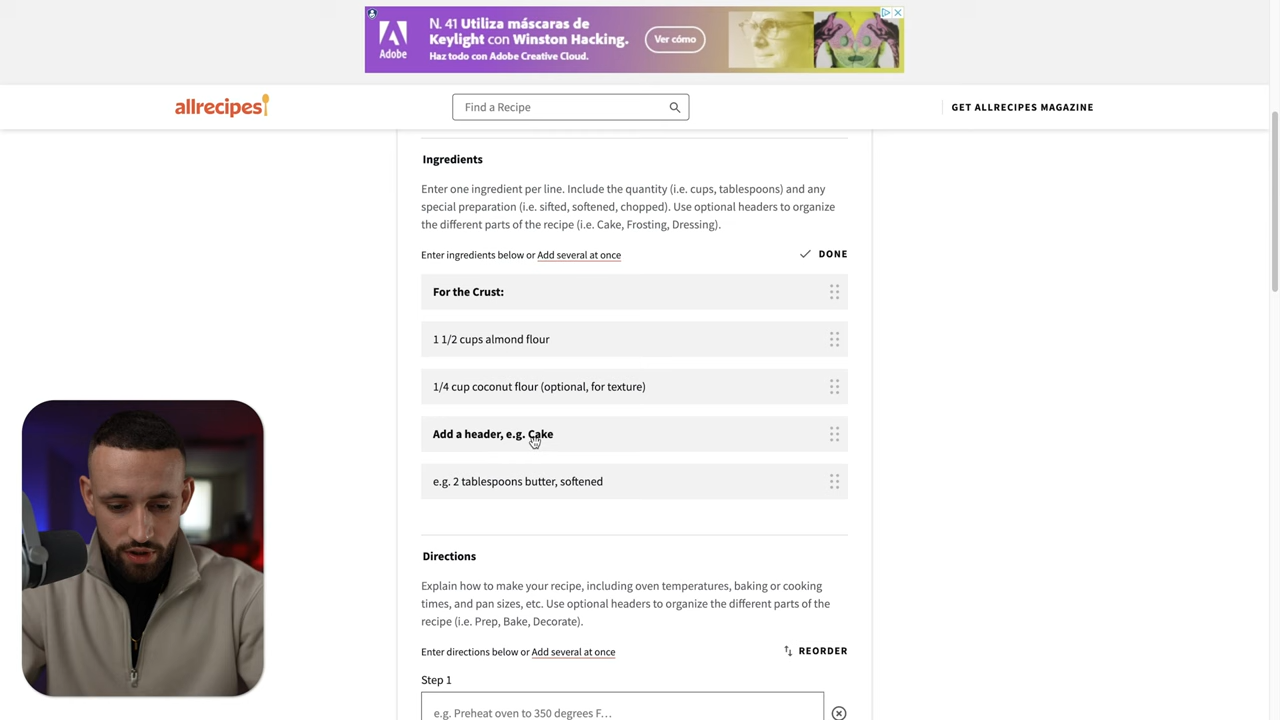 N. 41 Utiliza máscaras de
Keylight con Winston Hacking.
Haz todo con Adobe Creative Cloud.
Adobe
Ver cómo
allrecipes
Find a Recipe
GET ALLRECIPES MAGAZINE
Ingredients
Enter one ingredient per line. Include the quantity (i.e. cups, tablespoons) and any
special preparation (i.e. sifted, softened, chopped). Use optional headers to organize
the different parts of the recipe (i.e. Cake, Frosting, Dressing).
Enter ingredients below or Add several at once
DONE
For the Crust:
1 1/2 cups almond flour
1/4 cup coconut flour (optional, for texture)
Add a header, e.g. Cake
e.g. 2 tablespoons butter, softened
Directions
Explain how to make your recipe, including oven temperatures, baking or cooking
times, and pan sizes, etc. Use optional headers to organize the different parts of the
recipe (i.e. Prep, Bake, Decorate).
Enter directions below or Add several at once
REORDER
Step 1
e.g. Preheat oven to 350 degrees F…